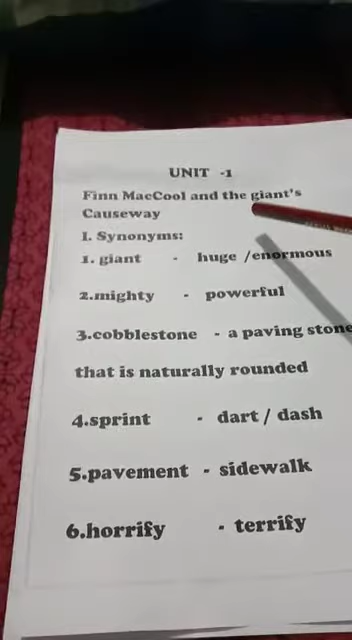 UNIT -1
Finn MacCool and the giant's
Causeway
I. Synonyms:
1. giant - huge /enormous
2.mighty - powerful
3.cobblestone - a paving stone
that is naturally rounded
4.sprint - dart / dash
5.pavement - sidewalk
6.horrify - terrify